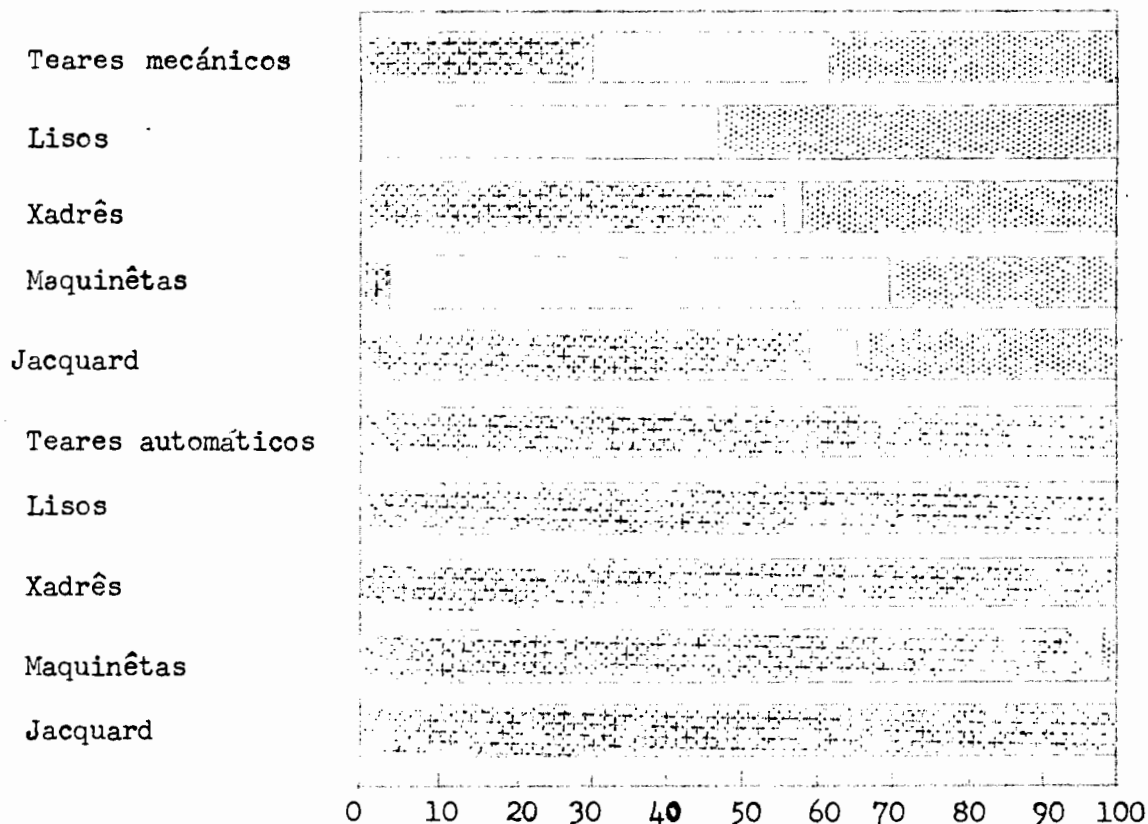 Teares mecánicos
Lisos
Xadrês
Maquinêtas
Jacquard
Teares automáticos
Lisos
Xadrês
Maquinêtas
Jacquard
0 10 20 30 40 50 60 70 80 90 100